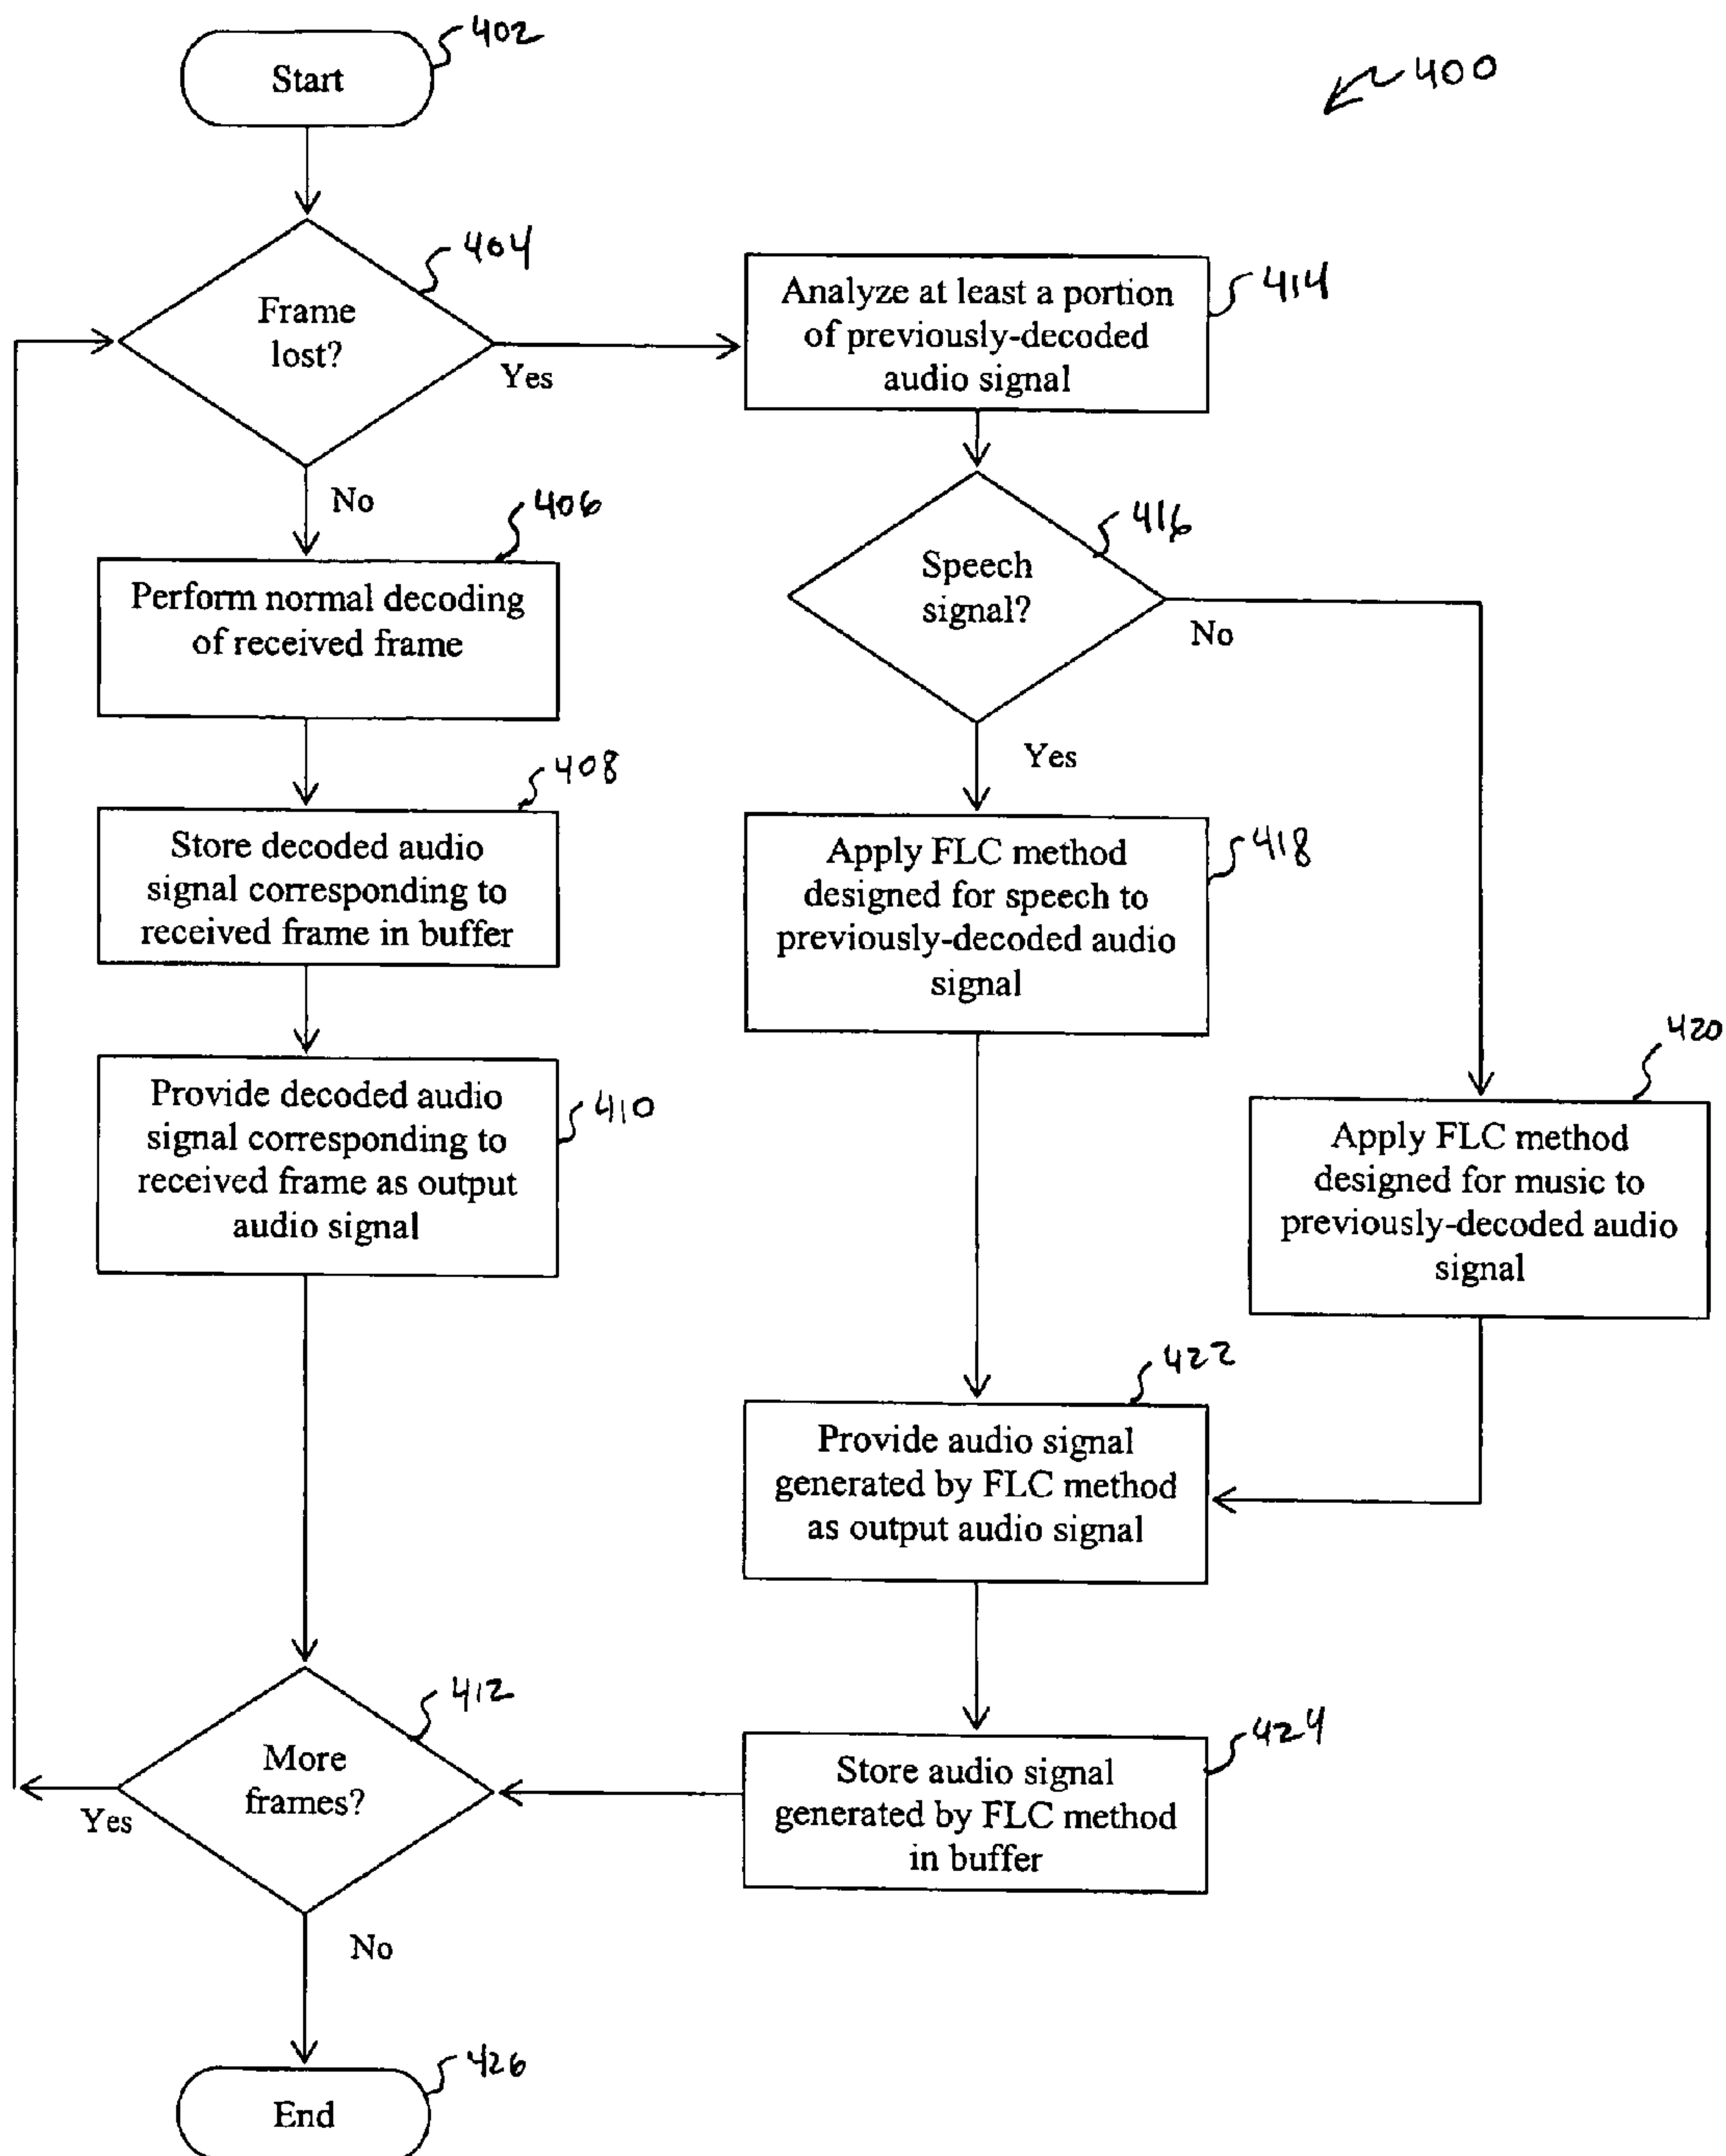 402
Start
400
404
Frame
lost?
Yes
No
414
Analyze at least a portion
of previously-decoded
audio signal
406
Perform normal decoding
of received frame
416
Speech
signal?
No
Yes
408
Store decoded audio
signal corresponding to
received frame in buffer
418
Apply FLC method
designed for speech to
previously-decoded audio
signal
410
Provide decoded audio
signal corresponding to
received frame as output
audio signal
420
Apply FLC method
designed for music to
previously-decoded audio
signal
422
Provide audio signal
generated by FLC method
as output audio signal
412
More
frames?
Yes
No
424
Store audio signal
generated by FLC method
in buffer
426
End